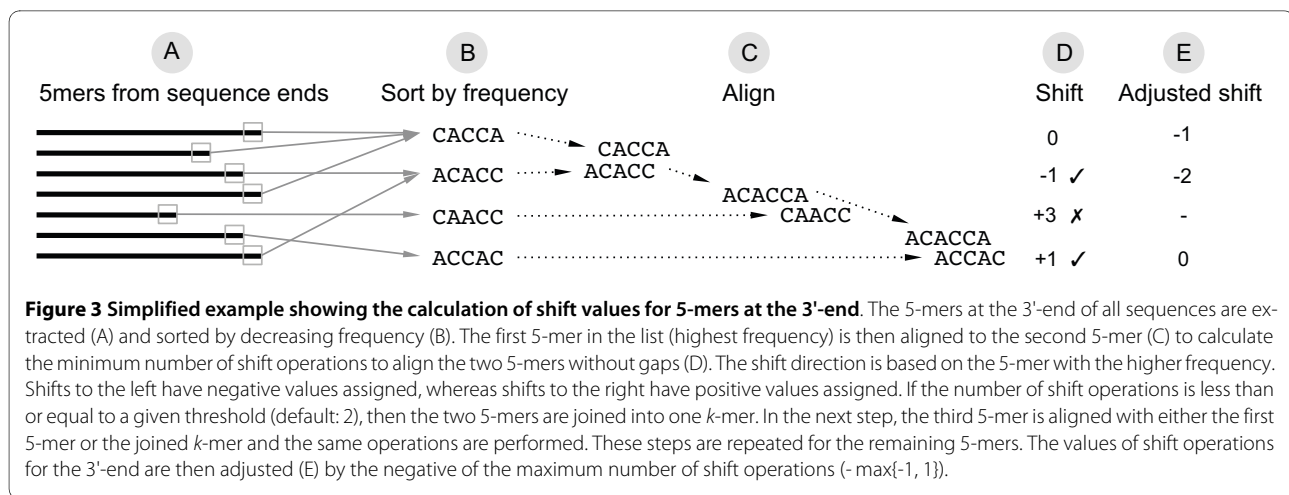 A B C D E
5mers from sequence ends Sort by frequency Align Shift Adjusted shift
CACCA CACCA 0 -1
ACACC ACACC -1 ✓ -2
ACACCA
CAACC CAACC +3 ✗ -
ACACCA
ACCAC ACCAC +1 ✓ 0
Figure 3 Simplified example showing the calculation of shift values for 5-mers at the 3'-end. The 5-mers at the 3'-end of all sequences are ex-
tracted (A) and sorted by decreasing frequency (B). The first 5-mer in the list (highest frequency) is then aligned to the second 5-mer (C) to calculate
the minimum number of shift operations to align the two 5-mers without gaps (D). The shift direction is based on the 5-mer with the higher frequency.
Shifts to the left have negative values assigned, whereas shifts to the right have positive values assigned. If the number of shift operations is less than
or equal to a given threshold (default: 2), then the two 5-mers are joined into one k-mer. In the next step, the third 5-mer is aligned with either the first
5-mer or the joined k-mer and the same operations are performed. These steps are repeated for the remaining 5-mers. The values of shift operations
for the 3'-end are then adjusted (E) by the negative of the maximum number of shift operations (- max{-1, 1}).